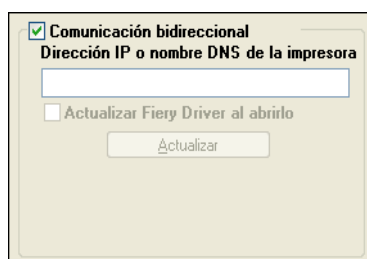 Comunicación bidireccional
Dirección IP o nombre DNS de la impresora
Actualizar Fiery Driver al abrirlo
Actualizar